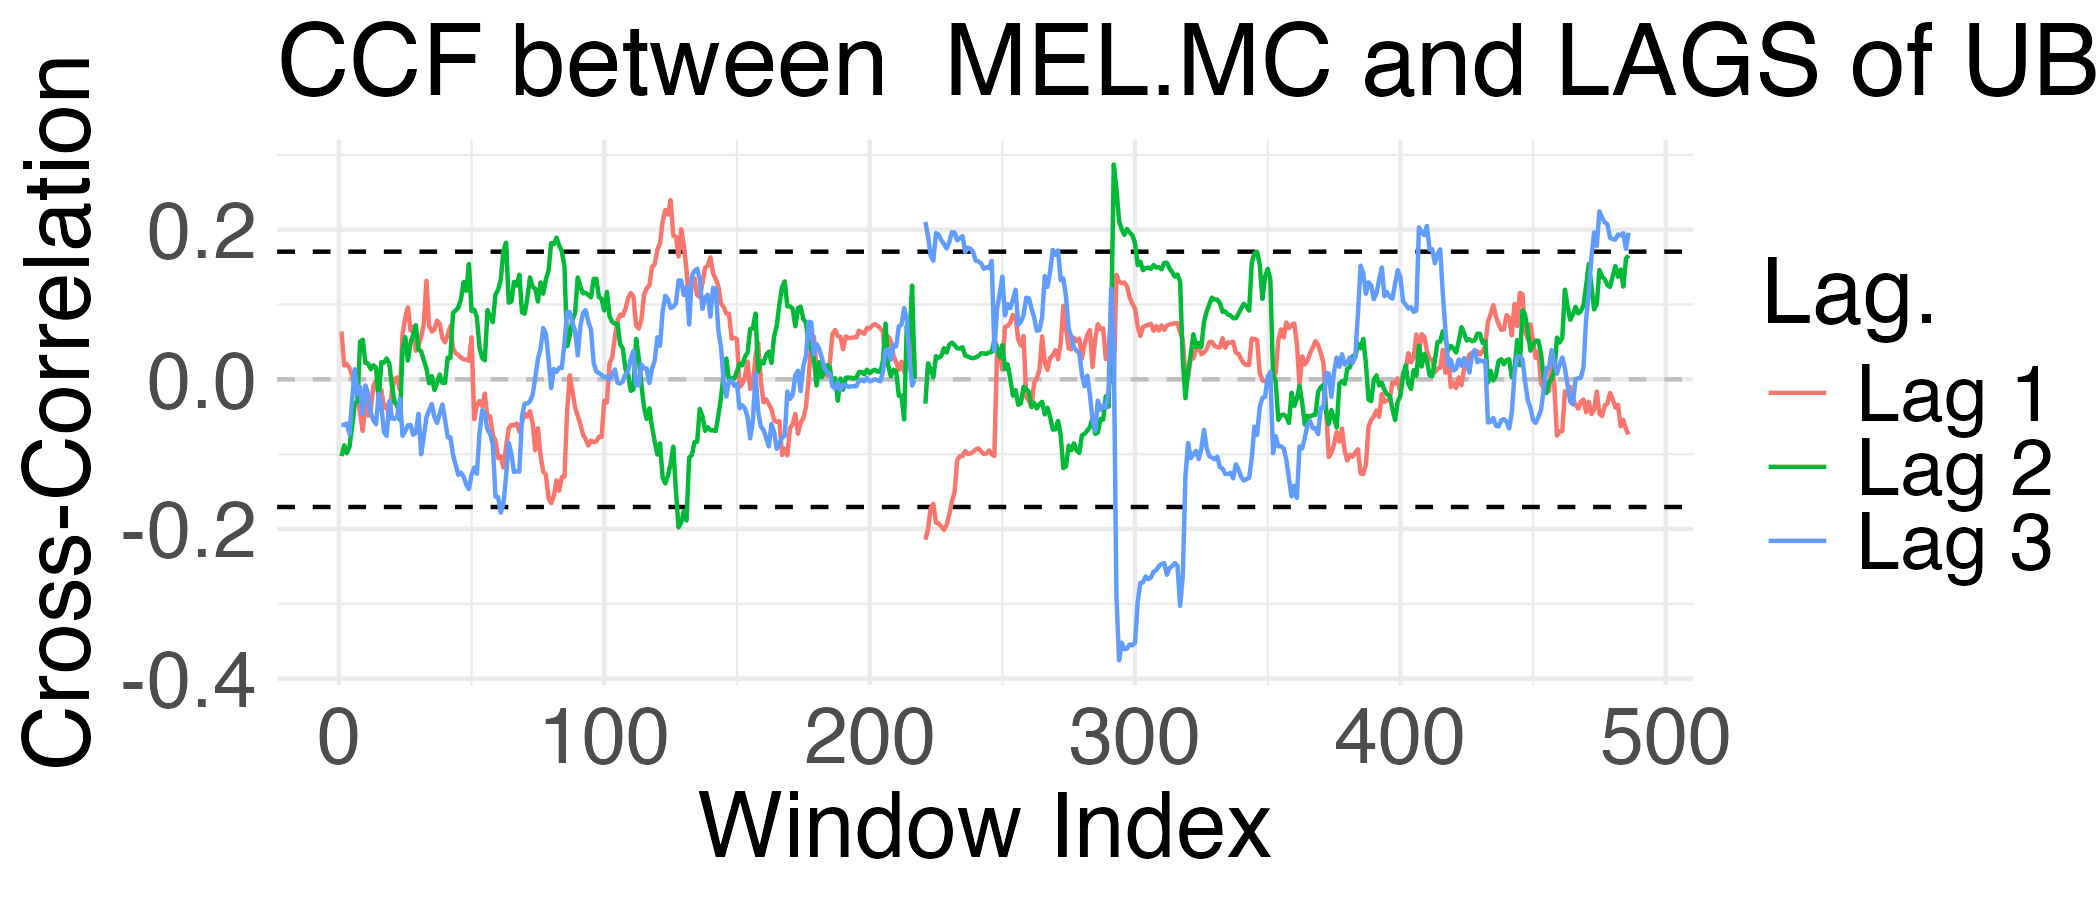 CCF between  MEL.MC and LAGS of UB
Cross-Correlation
0.2
0.0
-0.2
-0.4
0
100
200
300
400
500
Window Index
Lag.
Lag 1
Lag 2
Lag 3